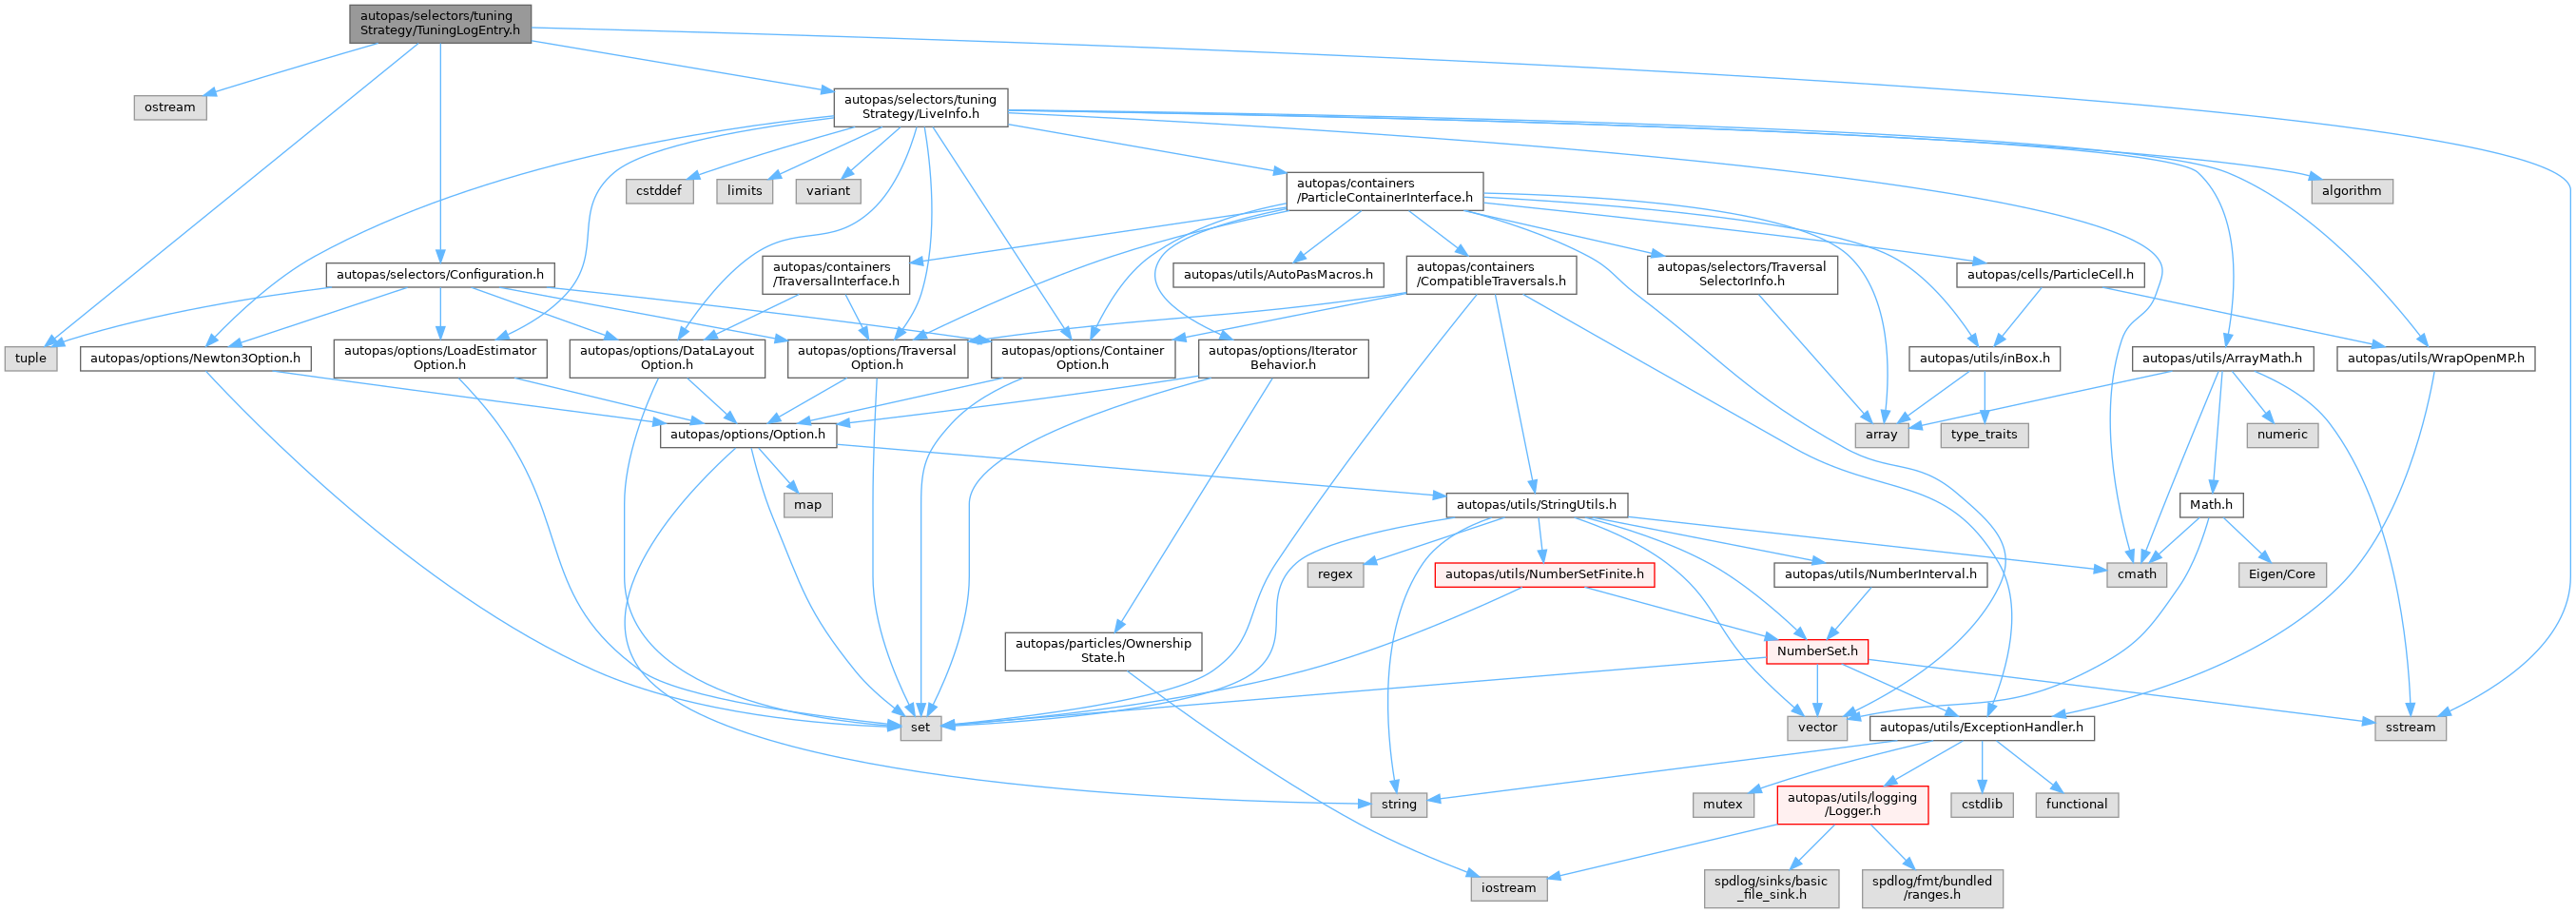 autopas/selectors/tuning
Strategy/TuningLogEntry.h
ostream
autopas/selectors/tuning
Strategy/LiveInfo.h
cstddef
limits
variant
autopas/containers
/ParticleContainerInterface.h
algorithm
autopas/selectors/Configuration.h
autopas/containers
/TraversalInterface.h
autopas/utils/AutoPasMacros.h
autopas/containers
/CompatibleTraversals.h
autopas/selectors/Traversal
SelectorInfo.h
autopas/cells/ParticleCell.h
tuple
autopas/options/Newton3Option.h
autopas/options/LoadEstimator
Option.h
autopas/options/DataLayout
Option.h
autopas/options/Traversal
Option.h
autopas/options/Container
Option.h
autopas/options/Iterator
Behavior.h
autopas/utils/inBox.h
autopas/utils/ArrayMath.h
autopas/utils/WrapOpenMP.h
autopas/options/Option.h
array
type_traits
numeric
map
autopas/utils/StringUtils.h
Math.h
regex
autopas/utils/NumberSetFinite.h
autopas/utils/NumberInterval.h
cmath
Eigen/Core
autopas/particles/Ownership
State.h
NumberSet.h
set
vector
autopas/utils/ExceptionHandler.h
sstream
string
mutex
autopas/utils/logging
/Logger.h
cstdlib
functional
iostream
spdlog/sinks/basic
_file_sink.h
spdlog/fmt/bundled
/ranges.h